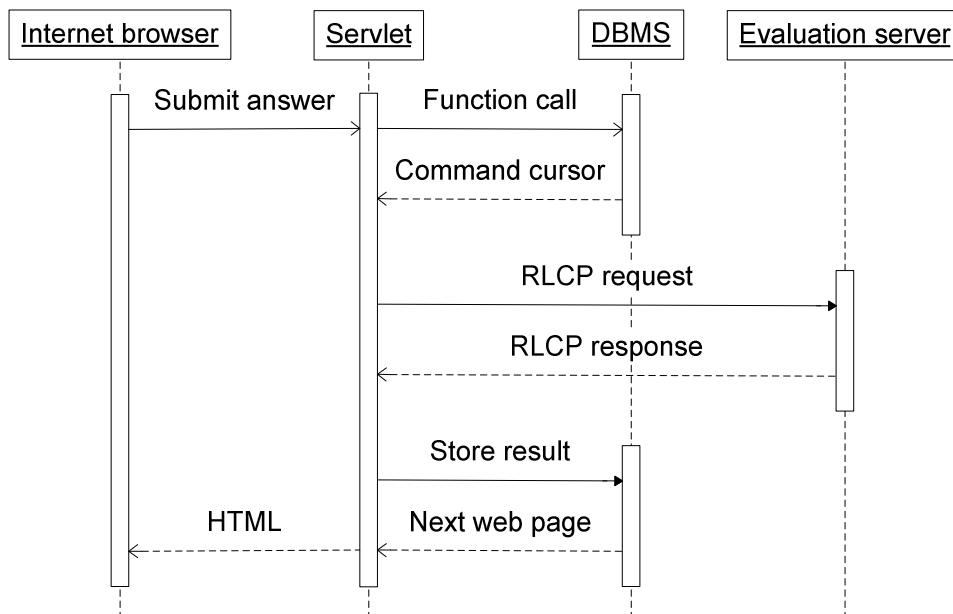 Internet browser
Servlet
DBMS
Evaluation server
Submit answer
Function call
Command cursor
RLCP request
RLCP response
Store result
HTML
Next web page